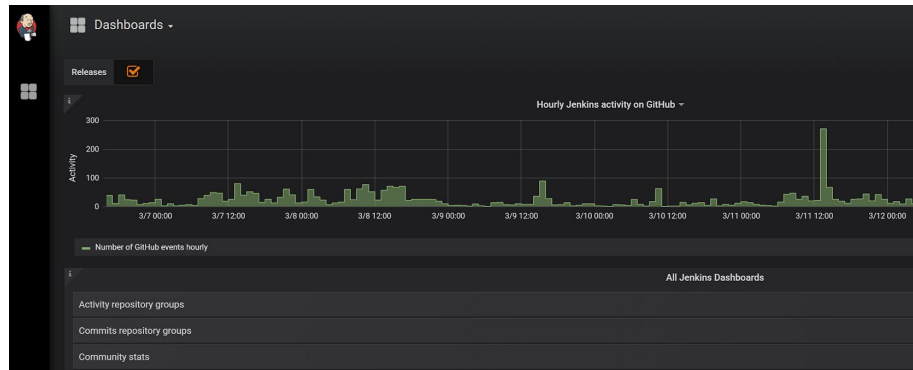 Dashboards
Releases
i
Hourly Jenkins activity on GitHub
300
200
100
0
Activity
3/7 00:00 3/7 12:00 3/8 00:00 3/8 12:00 3/9 00:00 3/9 12:00 3/10 00:00 3/10 12:00 3/11 00:00 3/11 12:00 3/12 00:00
Number of GitHub events hourly
i
All Jenkins Dashboards
Activity repository groups
Commits repository groups
Community stats